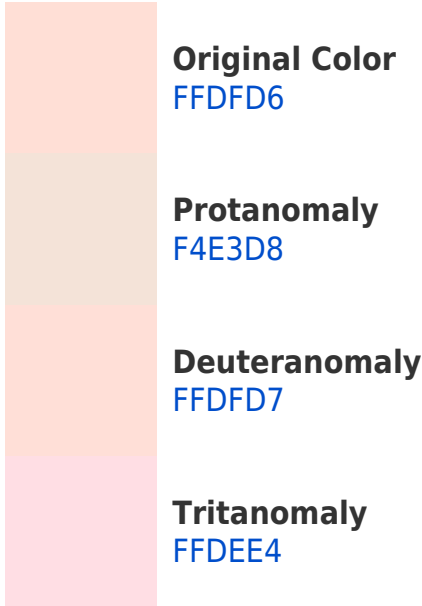 Original Color
FFDFD6
Protanomaly
F4E3D8
Deuteranomaly
FFDFD7
Tritanomaly
FFDEE4